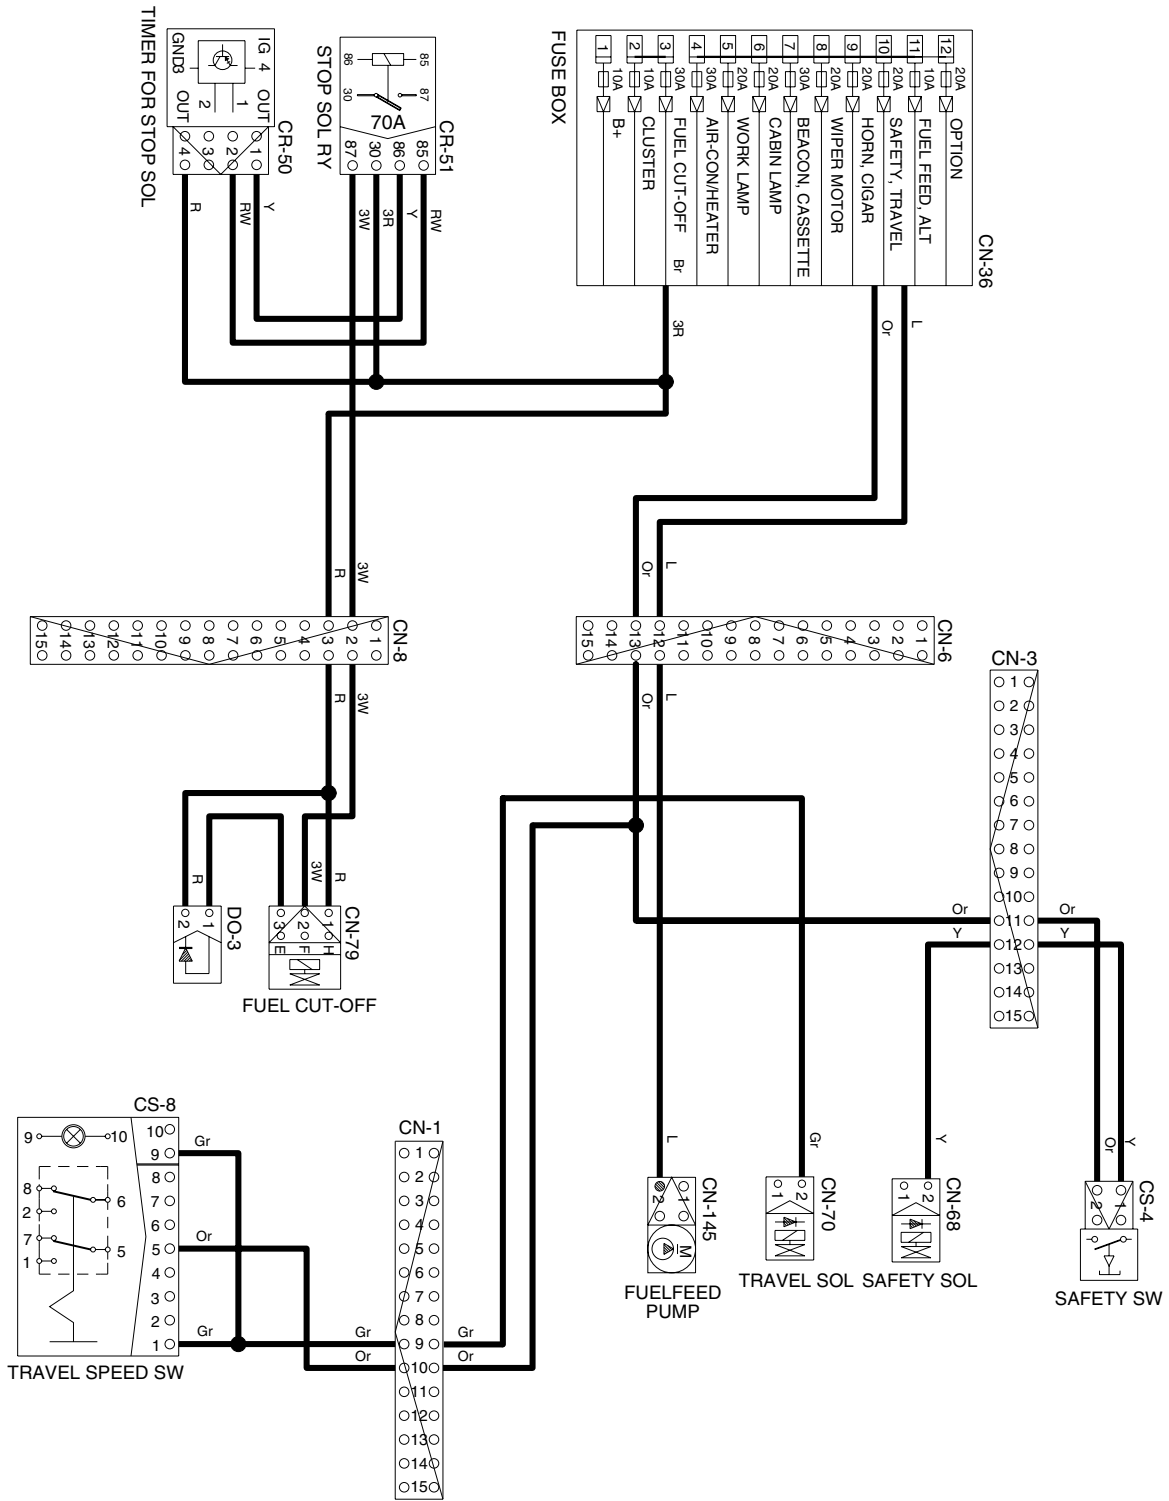 TIMER FOR STOP SOL
GND3
IG 4
OUT 2
1 OUT
CR-50
4 3 2 1
R
RW
Y
STOP SOL RY
86
85
30
87
70A
CR-51
87 30 86 85
3W
3R
Y
RW
FUSE BOX
CN-36
1 10A B+
2 10A CLUSTER
3 30A FUEL CUT-OFF Br
4 30A AIR-CON/HEATER
5 20A WORK LAMP
6 20A CABIN LAMP
7 30A BEACON, CASSETTE
8 20A WIPER MOTOR
9 20A HORN, CIGAR
10 20A SAFETY, TRAVEL
11 10A FUEL FEED, ALT
12 20A OPTION
3R
Or
L
R
3W
Or
L
CN-8
15 14 13 12 11 10 9 8 7 6 5 4 3 2 1
CN-6
15 14 13 12 11 10 9 8 7 6 5 4 3 2 1
R
3W
Or
L
CN-3
1
2
3
4
5
6
7
8
9
10
11
12
13
14
15
Or
Y
Or
Y
R
3W
R
DO-3
2 1
CN-79
3 2 1
E F H
FUEL CUT-OFF
CS-8
10
9
8
7
6
5
4
3
2
1
9
10
8
6
2
7
5
1
Gr
Or
Gr
TRAVEL SPEED SW
CN-1
1
2
3
4
5
6
7
8
9
10
11
12
13
14
15
Gr
Or
Gr
Or
L
CN-145
2 1
M
FUELFEED
PUMP
Gr
CN-70
1 2
TRAVEL SOL
Y
CN-68
1 2
SAFETY SOL
Or
Y
CS-4
2 1
SAFETY SW